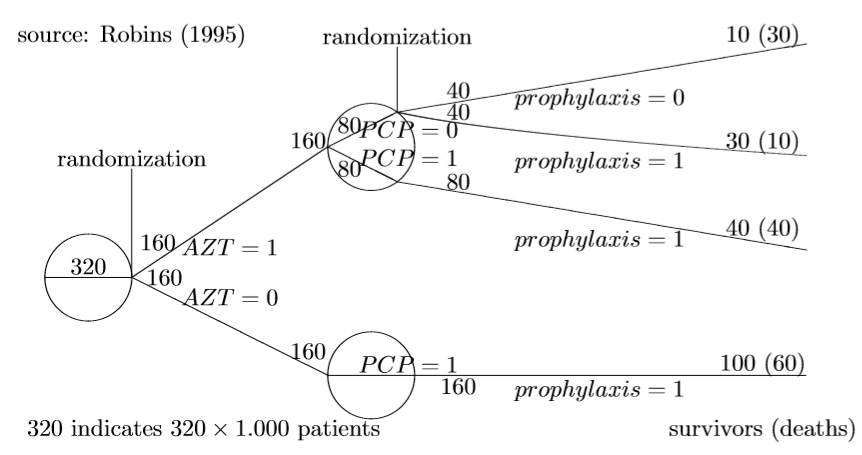 source: Robins (1995)
randomization
10 (30)
40
prophylaxis = 0
40
80
PCP = 0
160
30 (10)
randomization
PCP = 1
prophylaxis = 1
80
80
40 (40)
160
AZT = 1
prophylaxis = 1
320
160
AZT = 0
160
PCP = 1
100 (60)
160
prophylaxis = 1
320 indicates 320 × 1.000 patients
survivors (deaths)